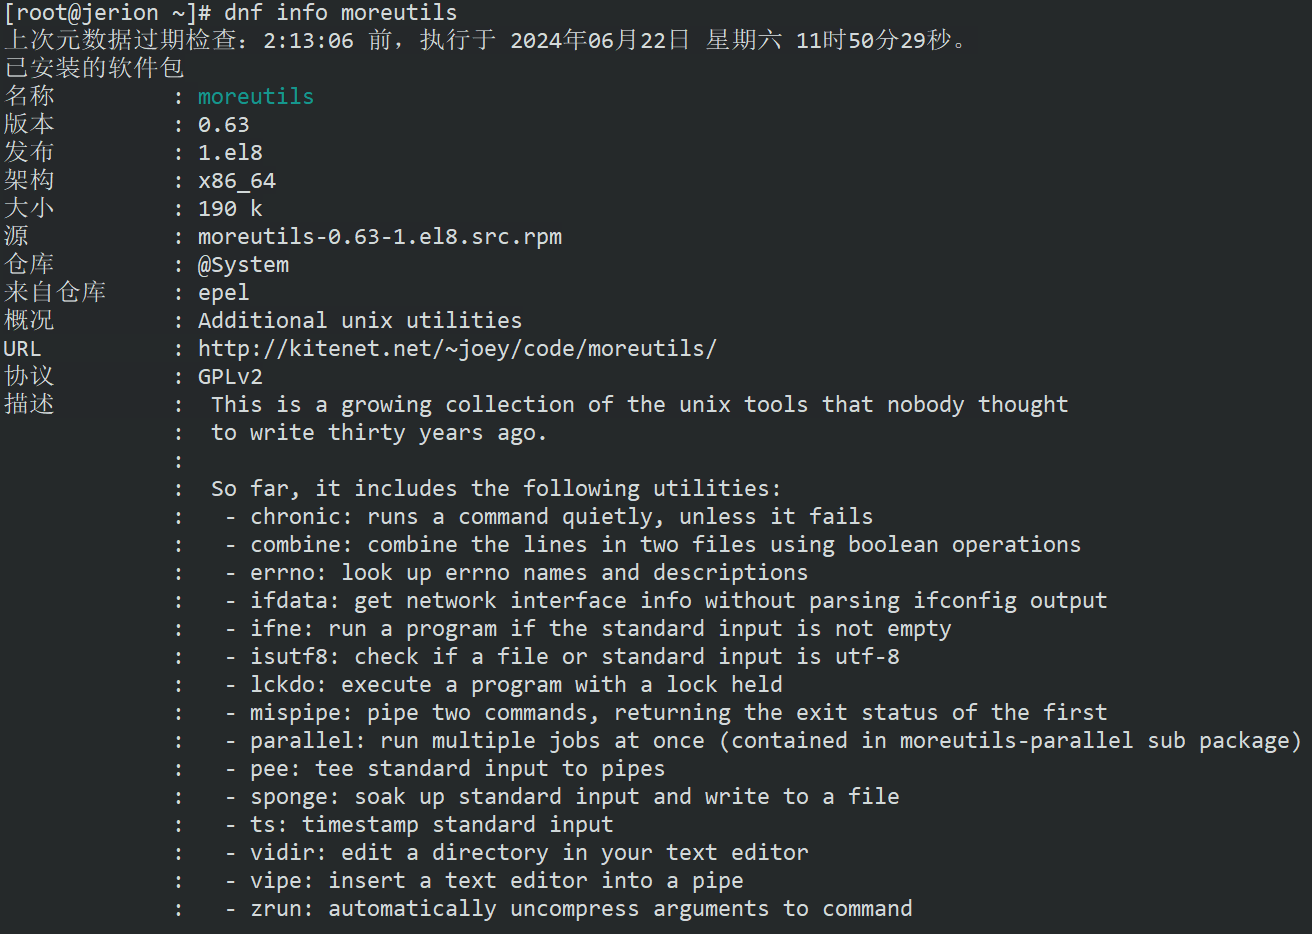 [root@jerion ~]# dnf info moreutils
上次元数据过期检查：2:13:06 前，执行于 2024年06月22日 星期六 11时50分29秒。
已安装的软件包
名称 : moreutils
版本 : 0.63
发布 : 1.el8
架构 : x86_64
大小 : 190 k
源 : moreutils-0.63-1.el8.src.rpm
仓库 : @System
来自仓库 : epel
概况 : Additional unix utilities
URL : http://kitenet.net/~joey/code/moreutils/
协议 : GPLv2
描述 : This is a growing collection of the unix tools that nobody thought
: to write thirty years ago.
:
: So far, it includes the following utilities:
: - chronic: runs a command quietly, unless it fails
: - combine: combine the lines in two files using boolean operations
: - errno: look up errno names and descriptions
: - ifdata: get network interface info without parsing ifconfig output
: - ifne: run a program if the standard input is not empty
: - isutf8: check if a file or standard input is utf-8
: - lckdo: execute a program with a lock held
: - mispipe: pipe two commands, returning the exit status of the first
: - parallel: run multiple jobs at once (contained in moreutils-parallel sub package)
: - pee: tee standard input to pipes
: - sponge: soak up standard input and write to a file
: - ts: timestamp standard input
: - vidir: edit a directory in your text editor
: - vipe: insert a text editor into a pipe
: - zrun: automatically uncompress arguments to command